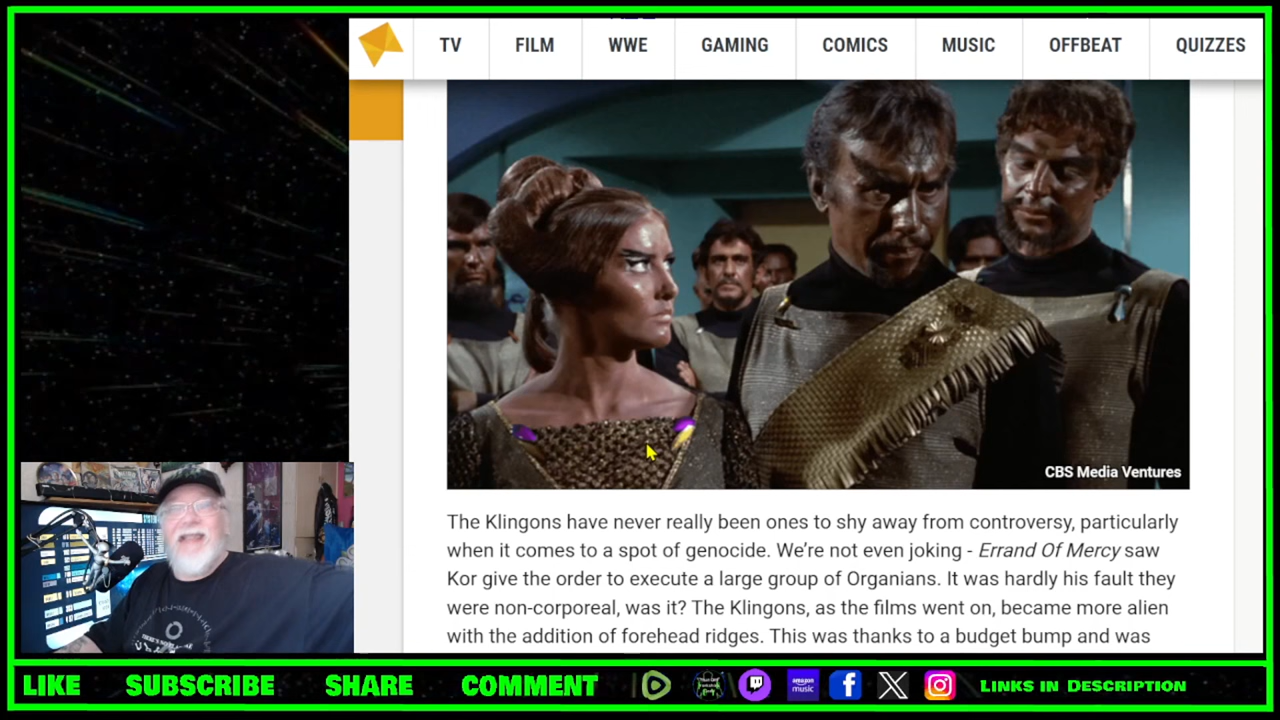 TV FILM WWE GAMING COMICS MUSIC OFFBEAT QUIZZES
CBS Media Ventures
The Klingons have never really been ones to shy away from controversy, particularly
when it comes to a spot of genocide. We’re not even joking - Errand Of Mercy saw
Kor give the order to execute a large group of Organians. It was hardly his fault they
were non-corporeal, was it? The Klingons, as the films went on, became more alien
with the addition of forehead ridges. This was thanks to a budget bump and was
LIKE SUBSCRIBE SHARE COMMENT amazon music LINKS IN DESCRIPTION